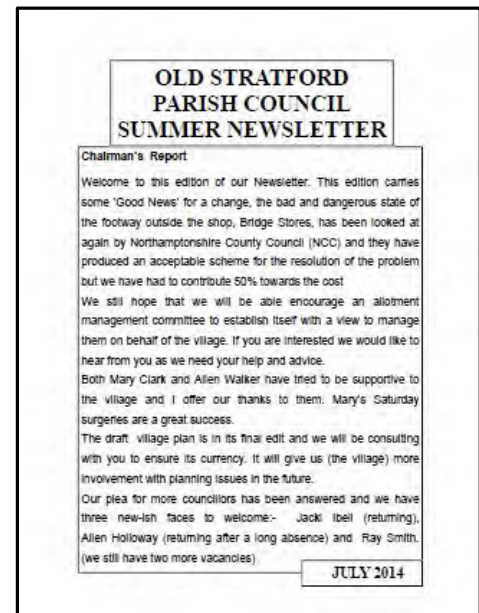 OLD STRATFORD
PARISH COUNCIL
SUMMER NEWSLETTER
Chairman's Report
Welcome to this edition of our Newsletter. This edition carries
some 'Good News' for a change, the bad and dangerous state of
the footway outside the shop, Bridge Stores, has been looked at
again by Northamptonshire County Council (NCC) and they have
produced an acceptable scheme for the resolution of the problem
but we have had to contribute 50% towards the cost
We still hope that we will be able encourage an allotment
management committee to establish itself with a view to manage
them on behalf of the village. If you are interested we would like to
hear from you as we need your help and advice.
Both Mary Clark and Allen Walker have tried to be supportive to
the village and I offer our thanks to them. Mary's Saturday
surgeries are a great success.
The draft village plan is in its final edit and we will be consulting
with you to ensure its currency. It will give us (the village) more
involvement with planning issues in the future.
Our plea for more councillors has been answered and we have
three new-ish faces to welcome:- Jacki Ibell (returning),
Allen Holloway (returning after a long absence) and Ray Smith.
(we still have two more vacancies)
JULY 2014